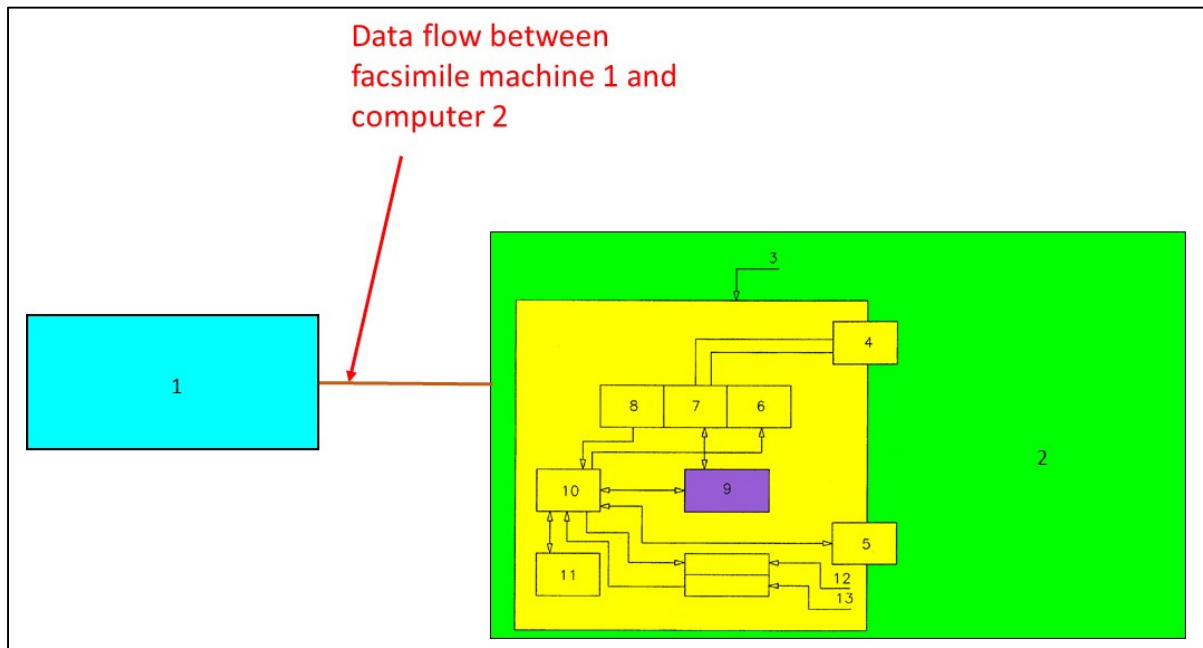 Data flow between
facsimile machine 1 and
computer 2
3
4
1
8 7 6
2
10 9
5
11
12
13